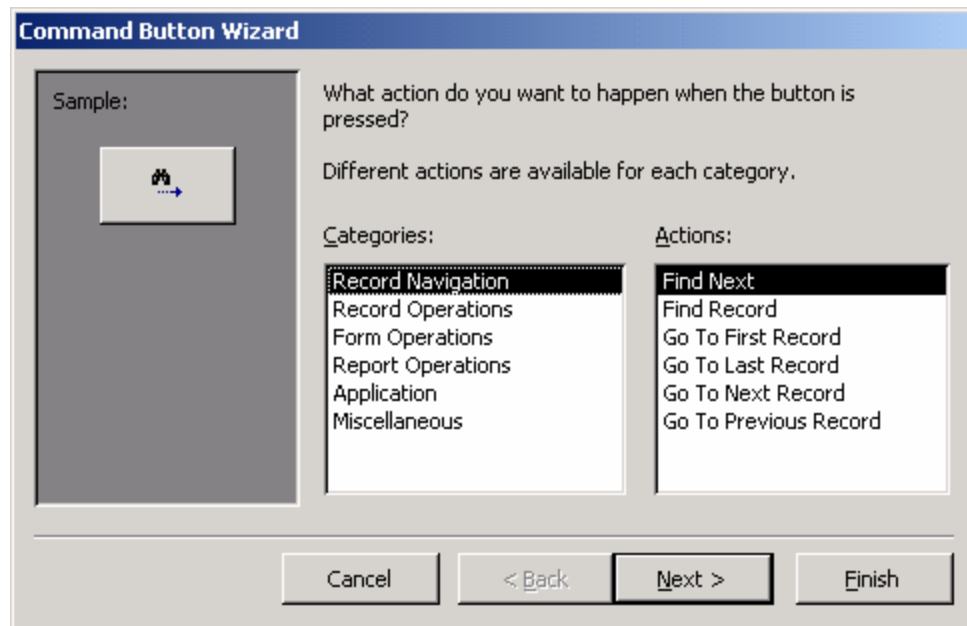 Command Button Wizard
Sample:
What action do you want to happen when the button is
pressed?
Different actions are available for each category.
Categories:
Record Navigation
Record Operations
Form Operations
Report Operations
Application
Miscellaneous
Actions:
Find Next
Find Record
Go To First Record
Go To Last Record
Go To Next Record
Go To Previous Record
Cancel
< Back
Next >
Finish